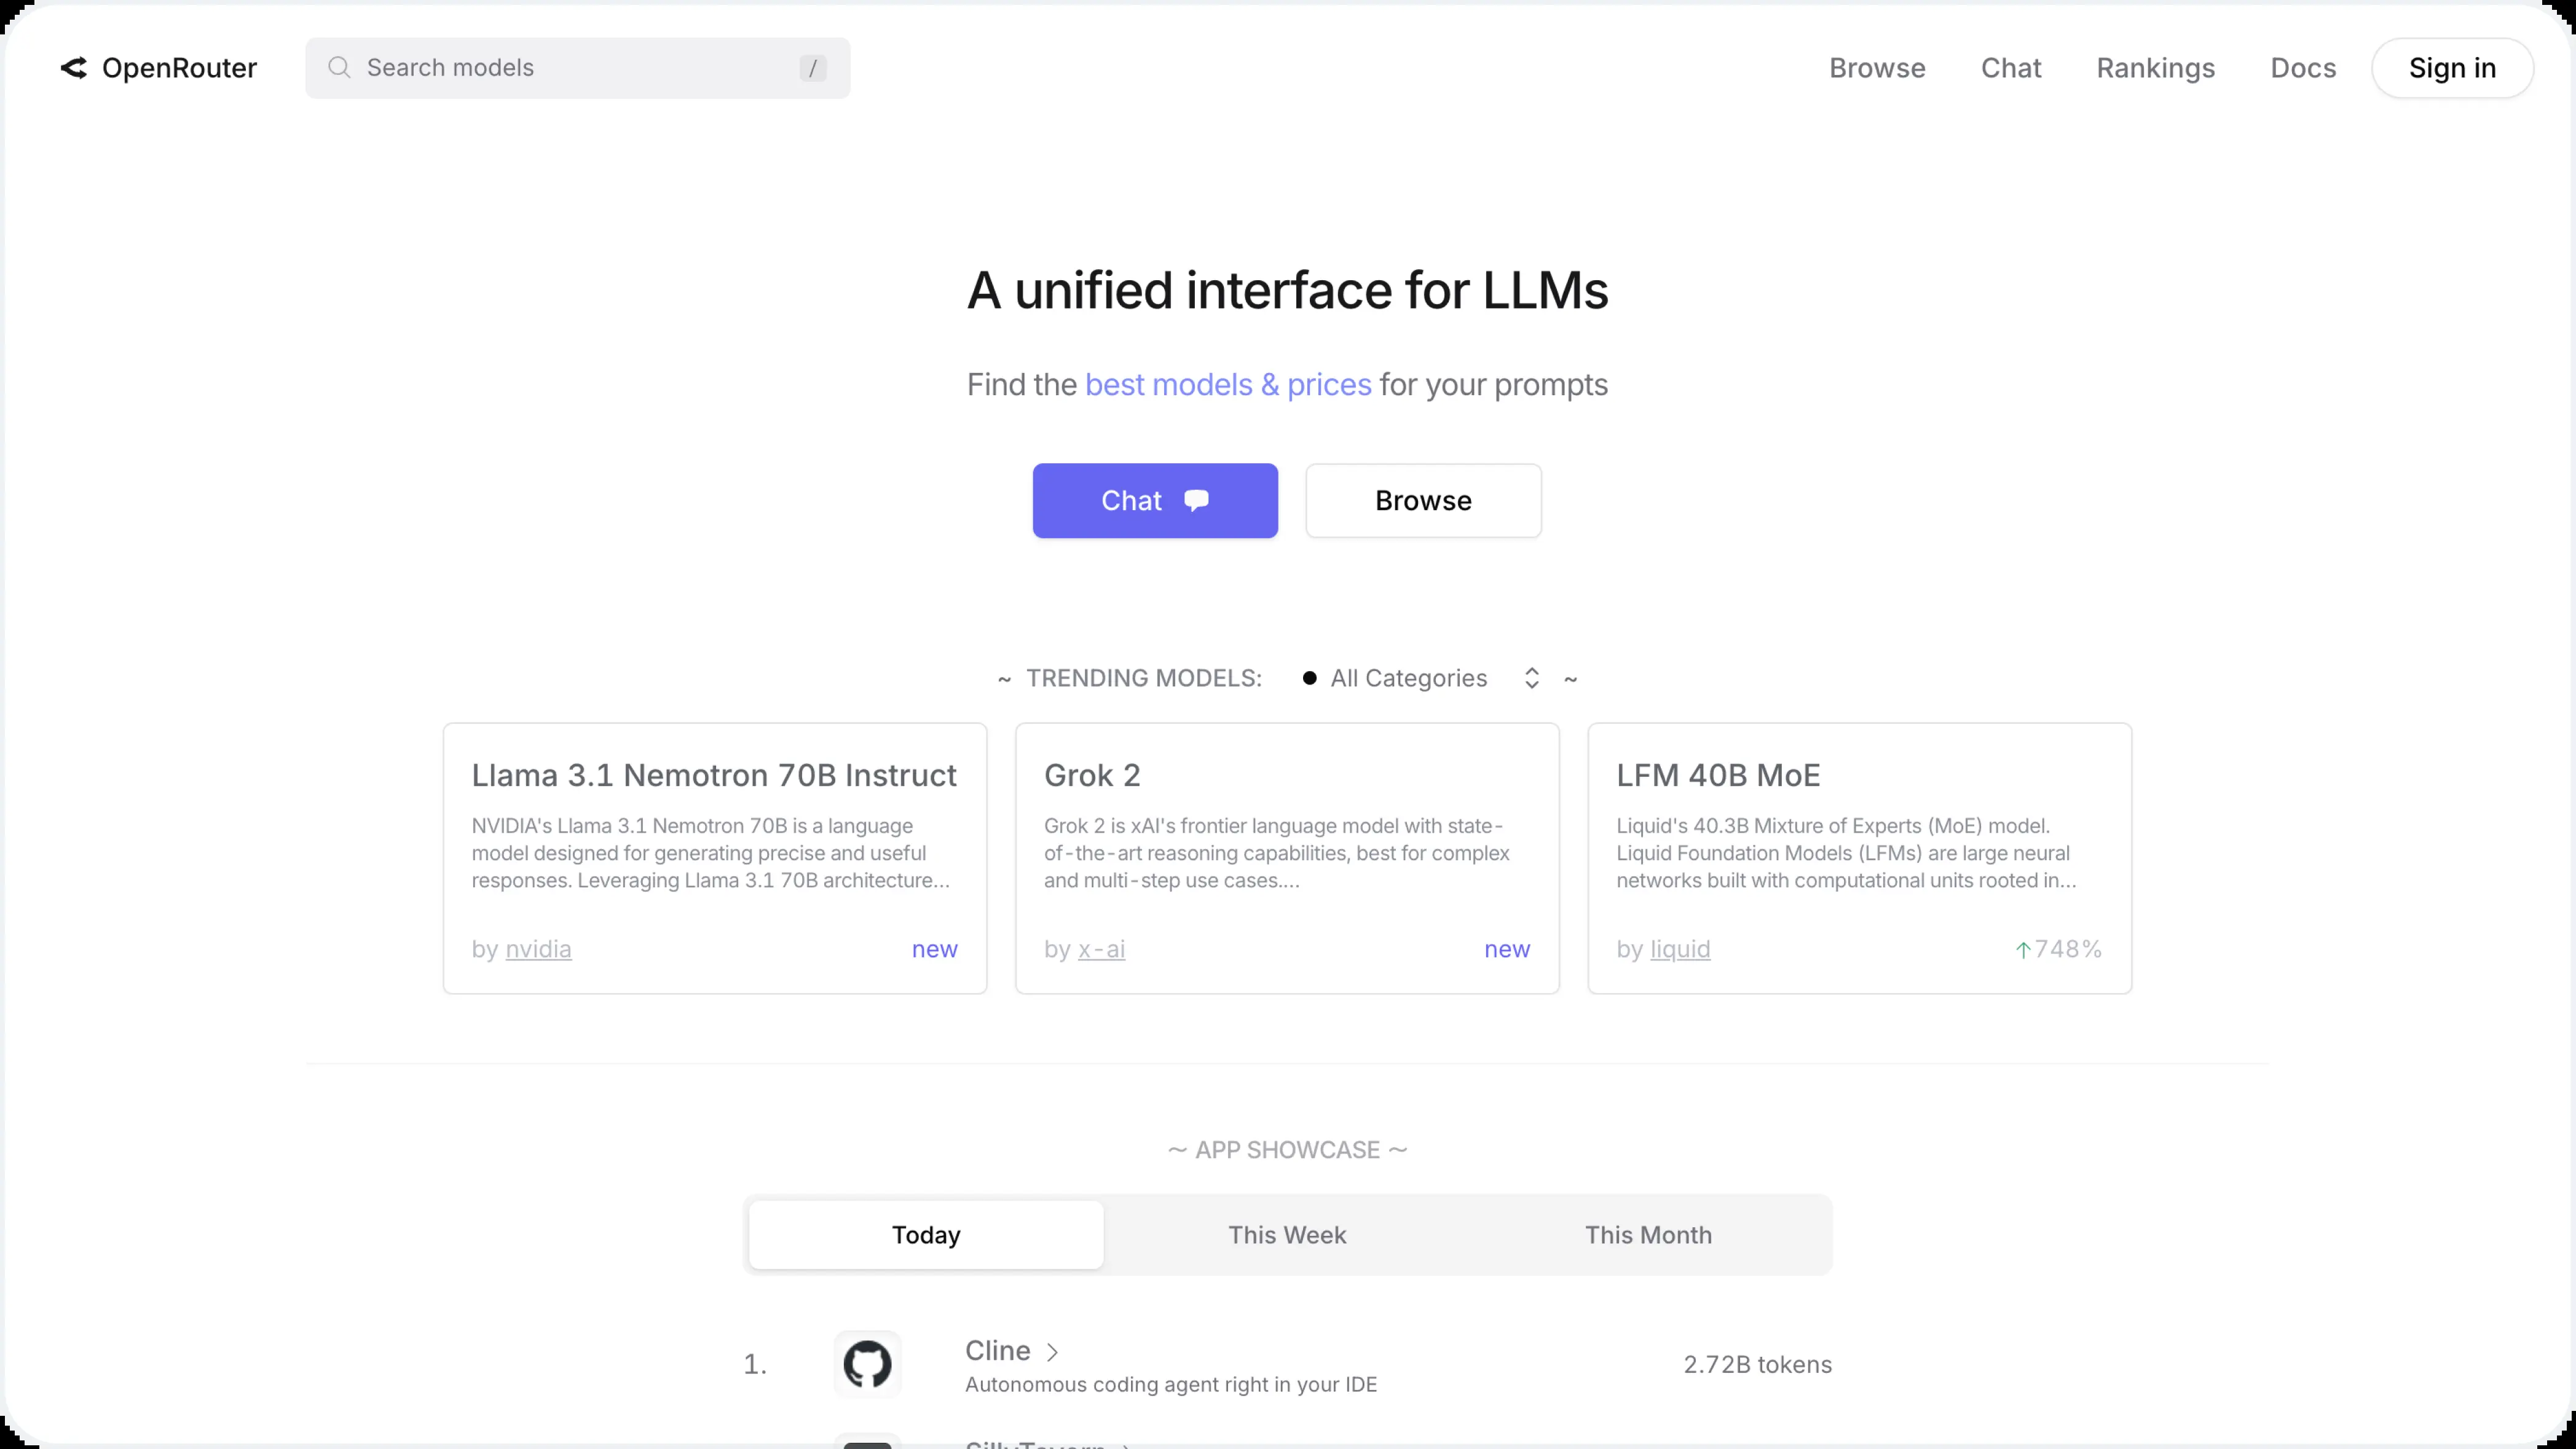 OpenRouter
Search models
/
Browse
Chat
Rankings
Docs
Sign in
A unified interface for LLMs
Find the best models & prices for your prompts
Chat
Browse
~ TRENDING MODELS: ● All Categories ~
Llama 3.1 Nemotron 70B Instruct
NVIDIA's Llama 3.1 Nemotron 70B is a language
model designed for generating precise and useful
responses. Leveraging Llama 3.1 70B architecture...
by nvidia
new
Grok 2
Grok 2 is xAI's frontier language model with state-
of-the-art reasoning capabilities, best for complex
and multi-step use cases....
by x-ai
new
LFM 40B MoE
Liquid's 40.3B Mixture of Experts (MoE) model.
Liquid Foundation Models (LFMs) are large neural
networks built with computational units rooted in...
by liquid
↑748%
~ APP SHOWCASE ~
Today
This Week
This Month
1.
Cline >
Autonomous coding agent right in your IDE
2.72B tokens